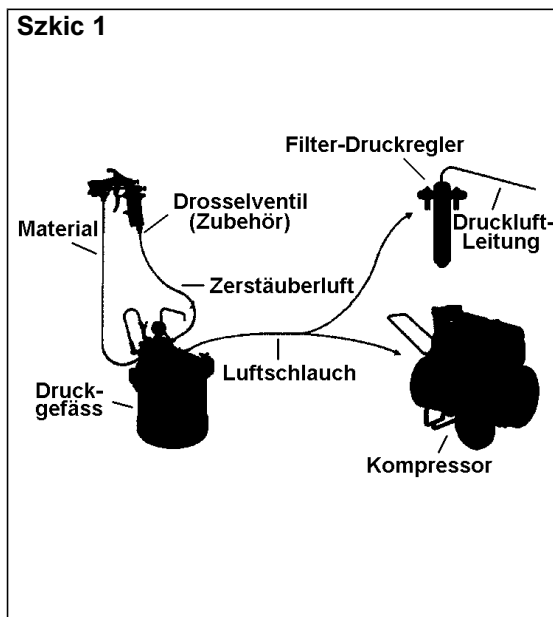 Szkic 1
Filter-Druckregler
Drosselventil
(Zubehör)
Material
Druckluft-
Leitung
Zerstäuberluft
Luftschlauch
Druck-
gefäss
Kompressor